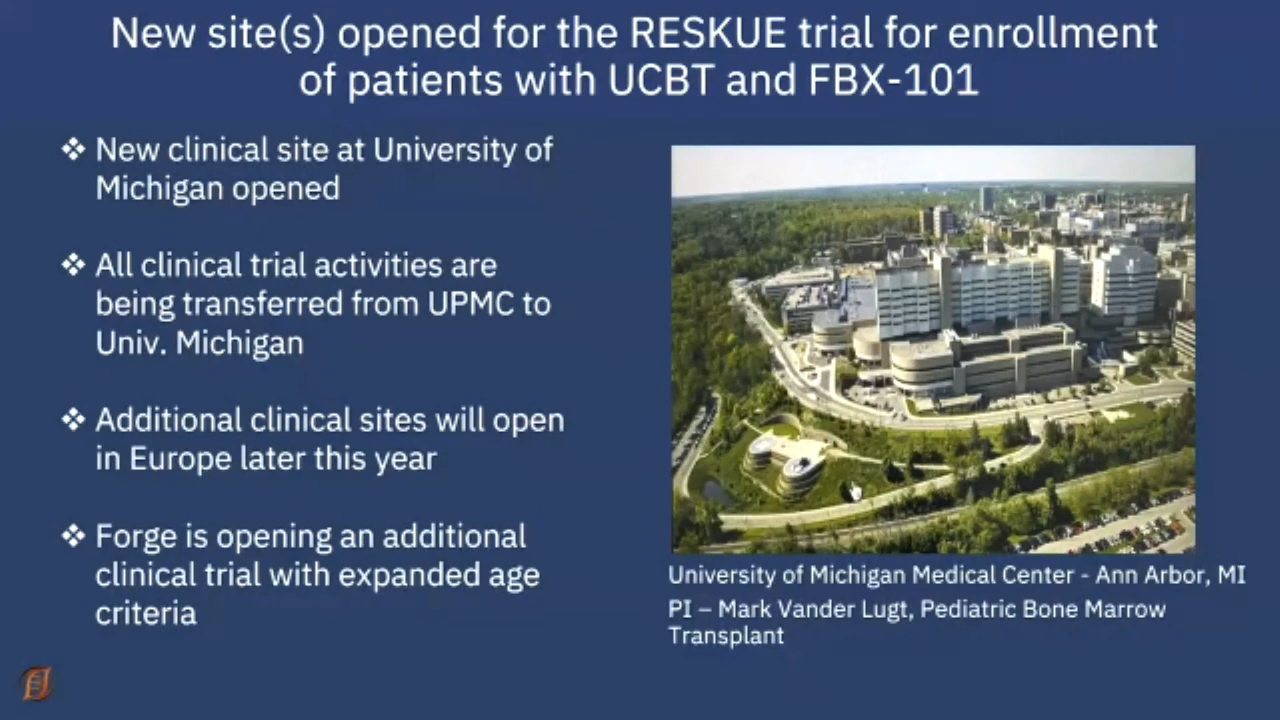 New site(s) opened for the RESKUE trial for enrollment
of patients with UCBT and FBX-101
❖ New clinical site at University of
Michigan opened
❖ All clinical trial activities are
being transferred from UPMC to
Univ. Michigan
❖ Additional clinical sites will open
in Europe later this year
❖ Forge is opening an additional
clinical trial with expanded age
criteria
University of Michigan Medical Center - Ann Arbor, MI
PI – Mark Vander Lugt, Pediatric Bone Marrow
Transplant